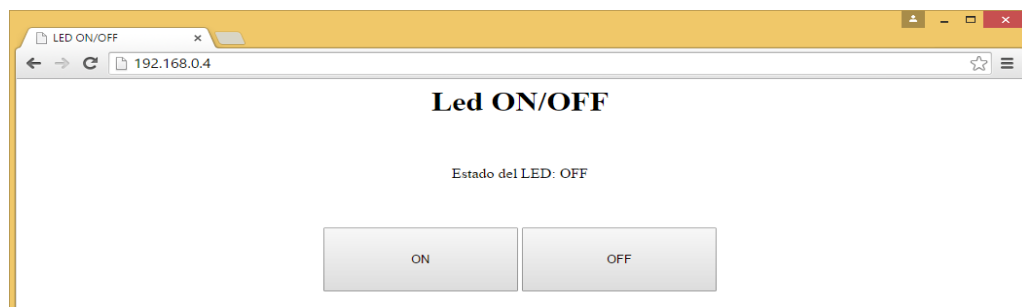 LED ON/OFF
192.168.0.4
Led ON/OFF
Estado del LED: OFF
ON OFF